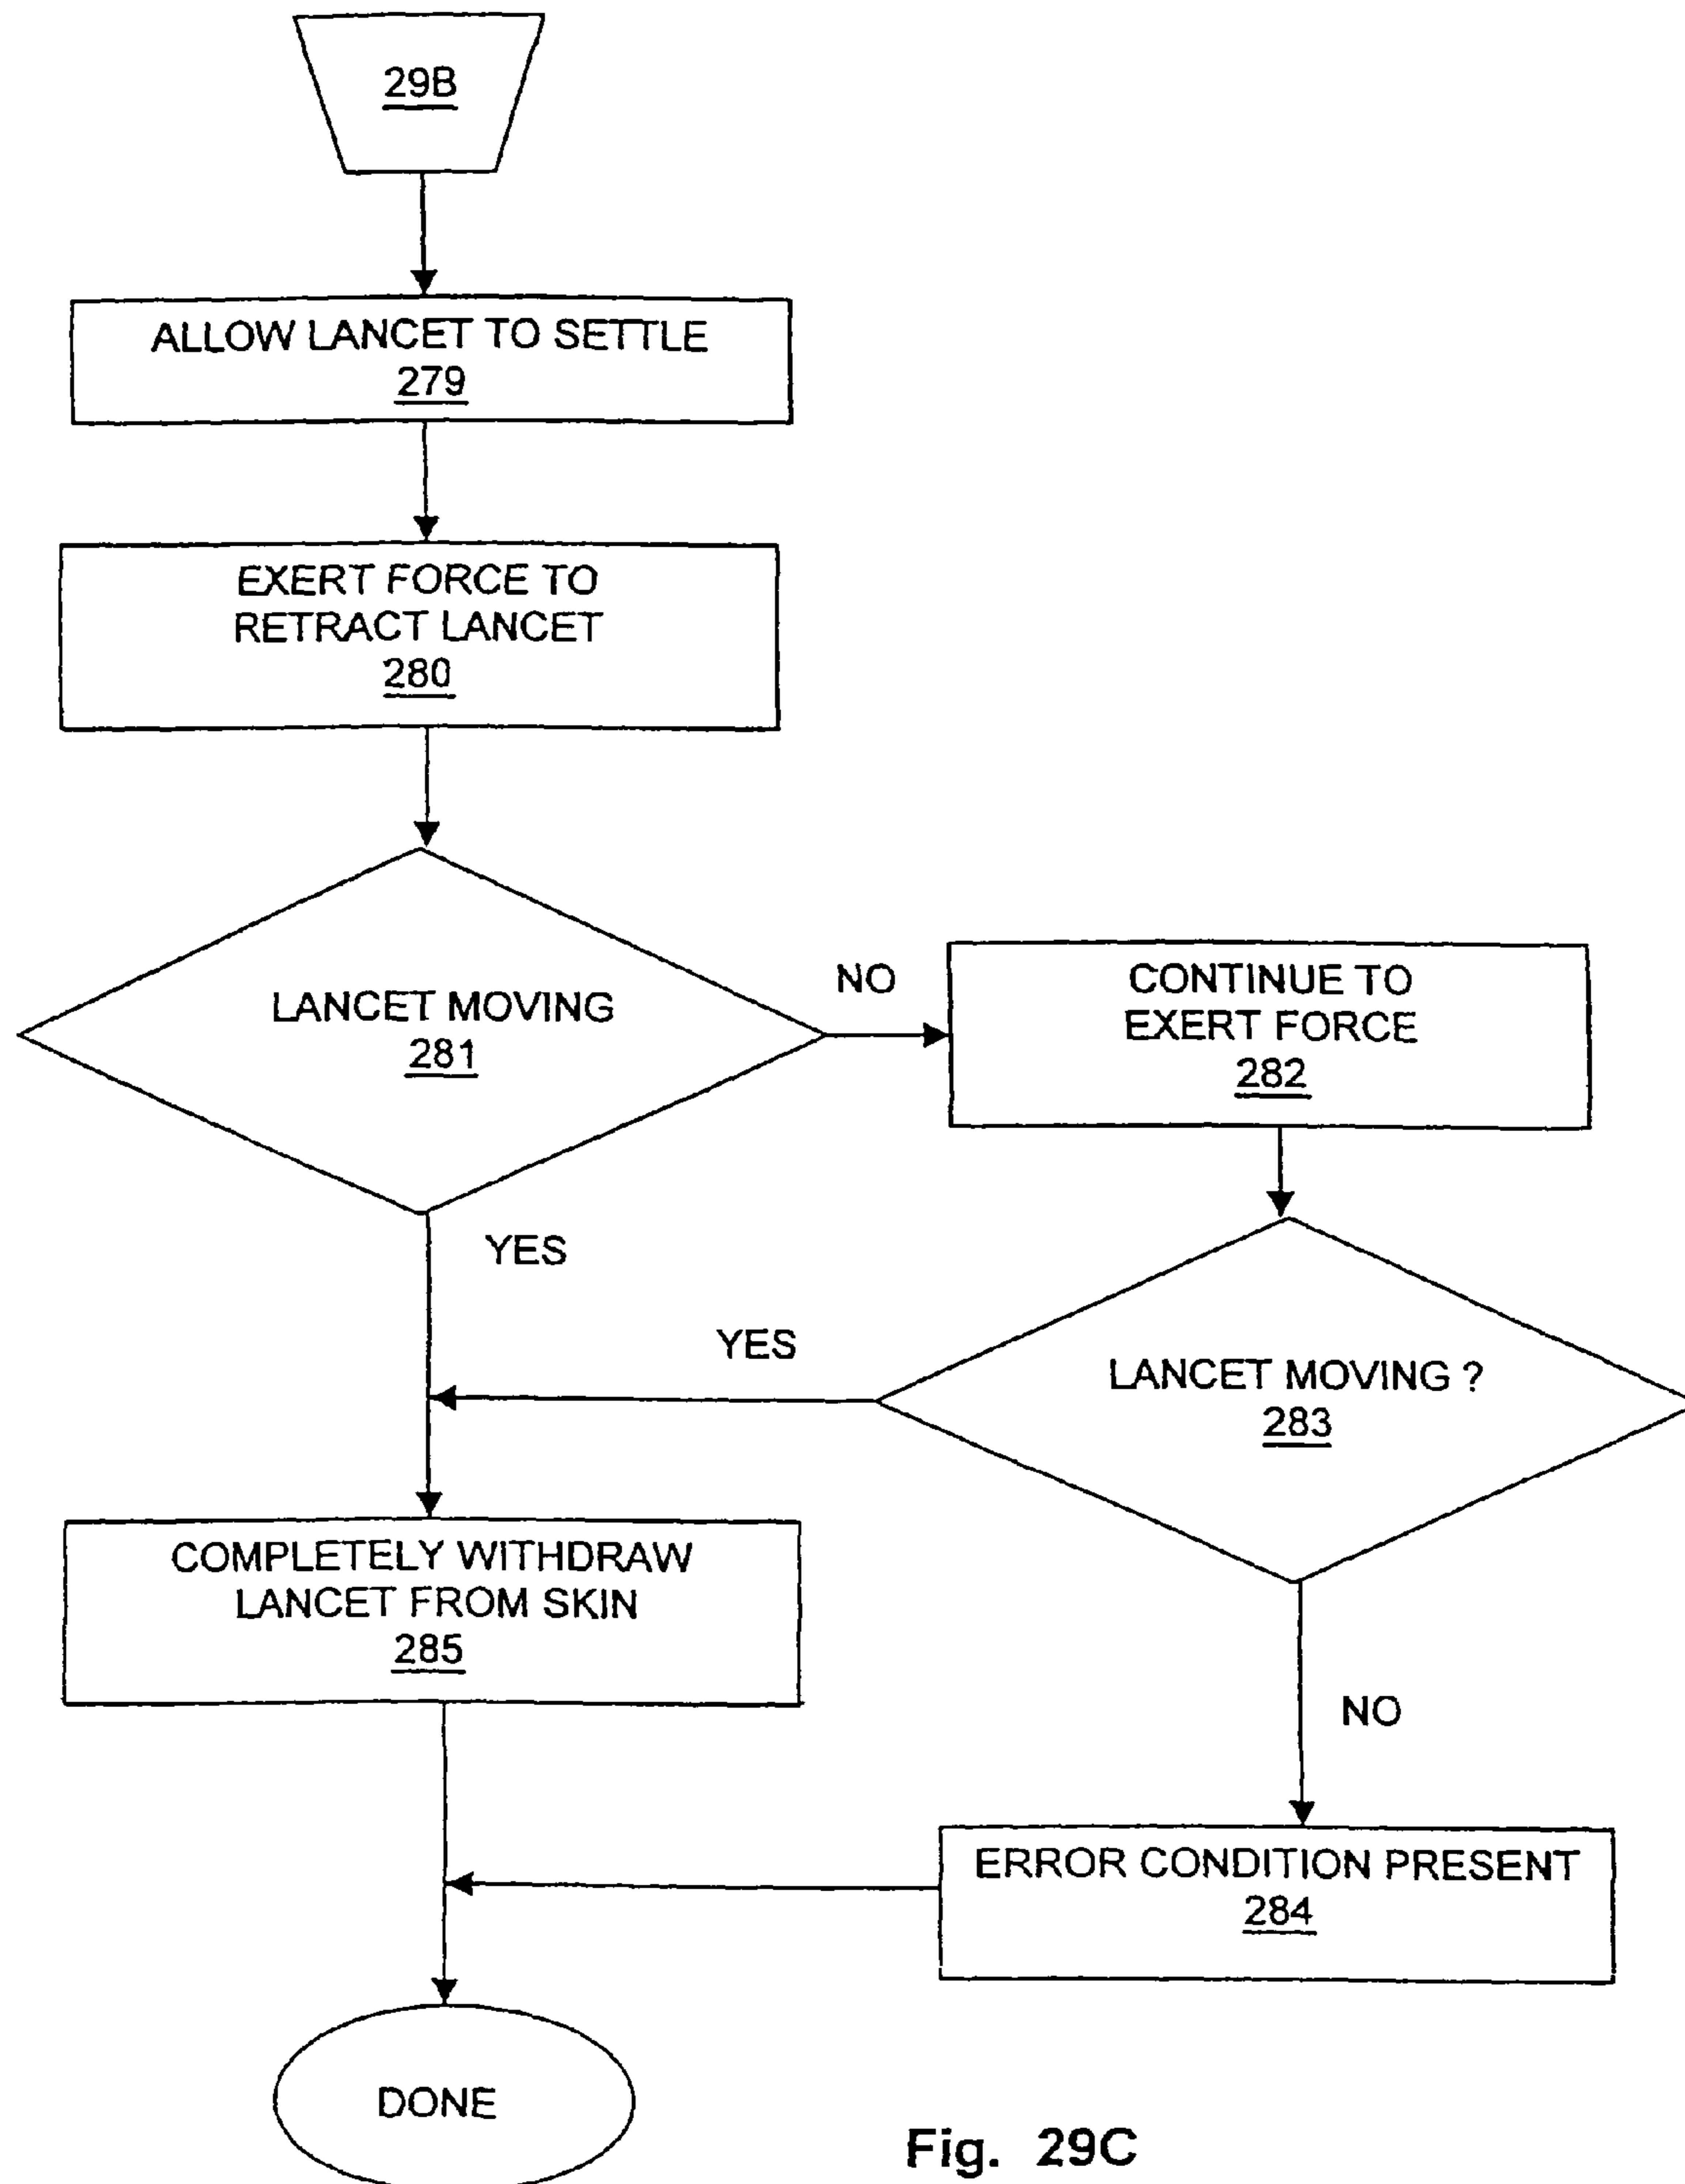 29B
ALLOW LANCET TO SETTLE
279
EXERT FORCE TO
RETRACT LANCET
280
LANCET MOVING
281
NO
CONTINUE TO
EXERT FORCE
282
YES
YES
LANCET MOVING ?
283
COMPLETELY WITHDRAW
LANCET FROM SKIN
285
NO
ERROR CONDITION PRESENT
284
DONE
Fig. 29C